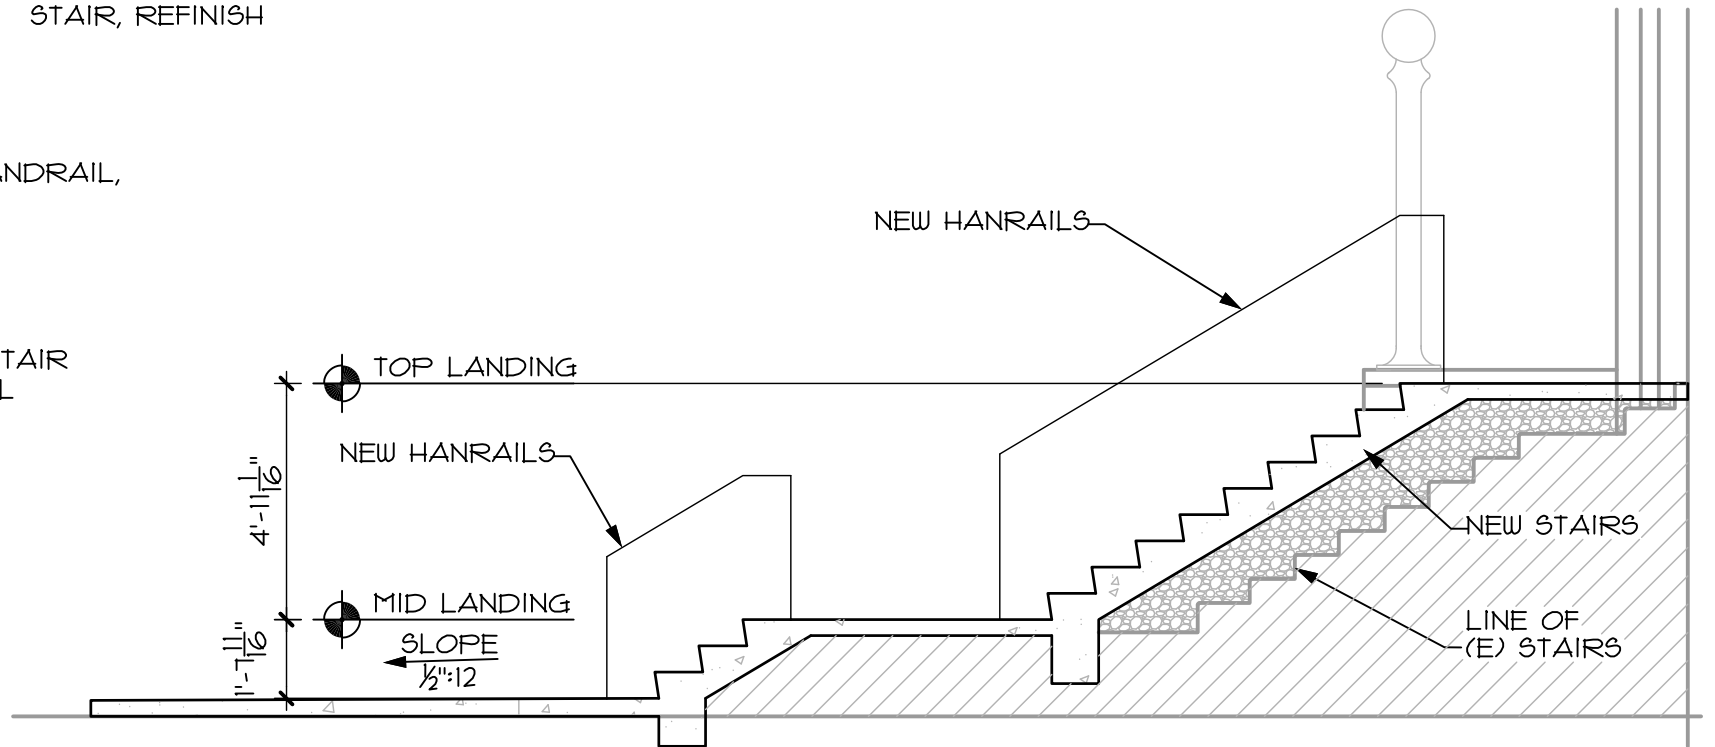 STAIR, REFINISH
ANDRAIL,
NEW HANRAILS
TAIR
TOP LANDING
NEW HANRAILS
4'-11 1/16"
NEW STAIRS
MID LANDING
1'-7 11/16"
SLOPE
1/2":12
LINE OF
(E) STAIRS